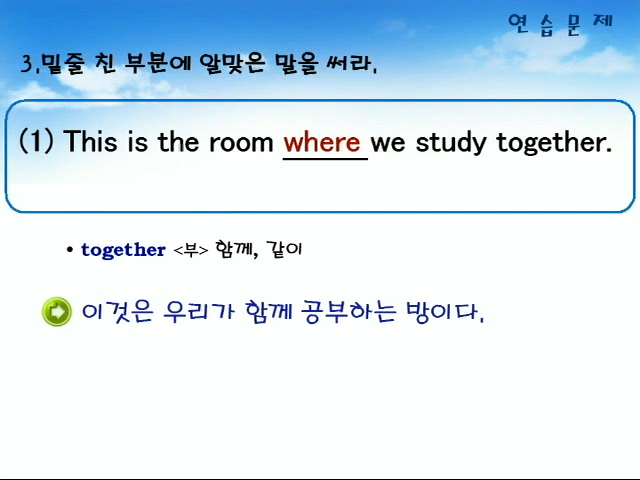 연 습 문 제
3.밑줄 친 부분에 알맞은 말을 써라.
(1) This is the room where we study together.
• together <부> 함께, 같이
이것은 우리가 함께 공부하는 방이다.